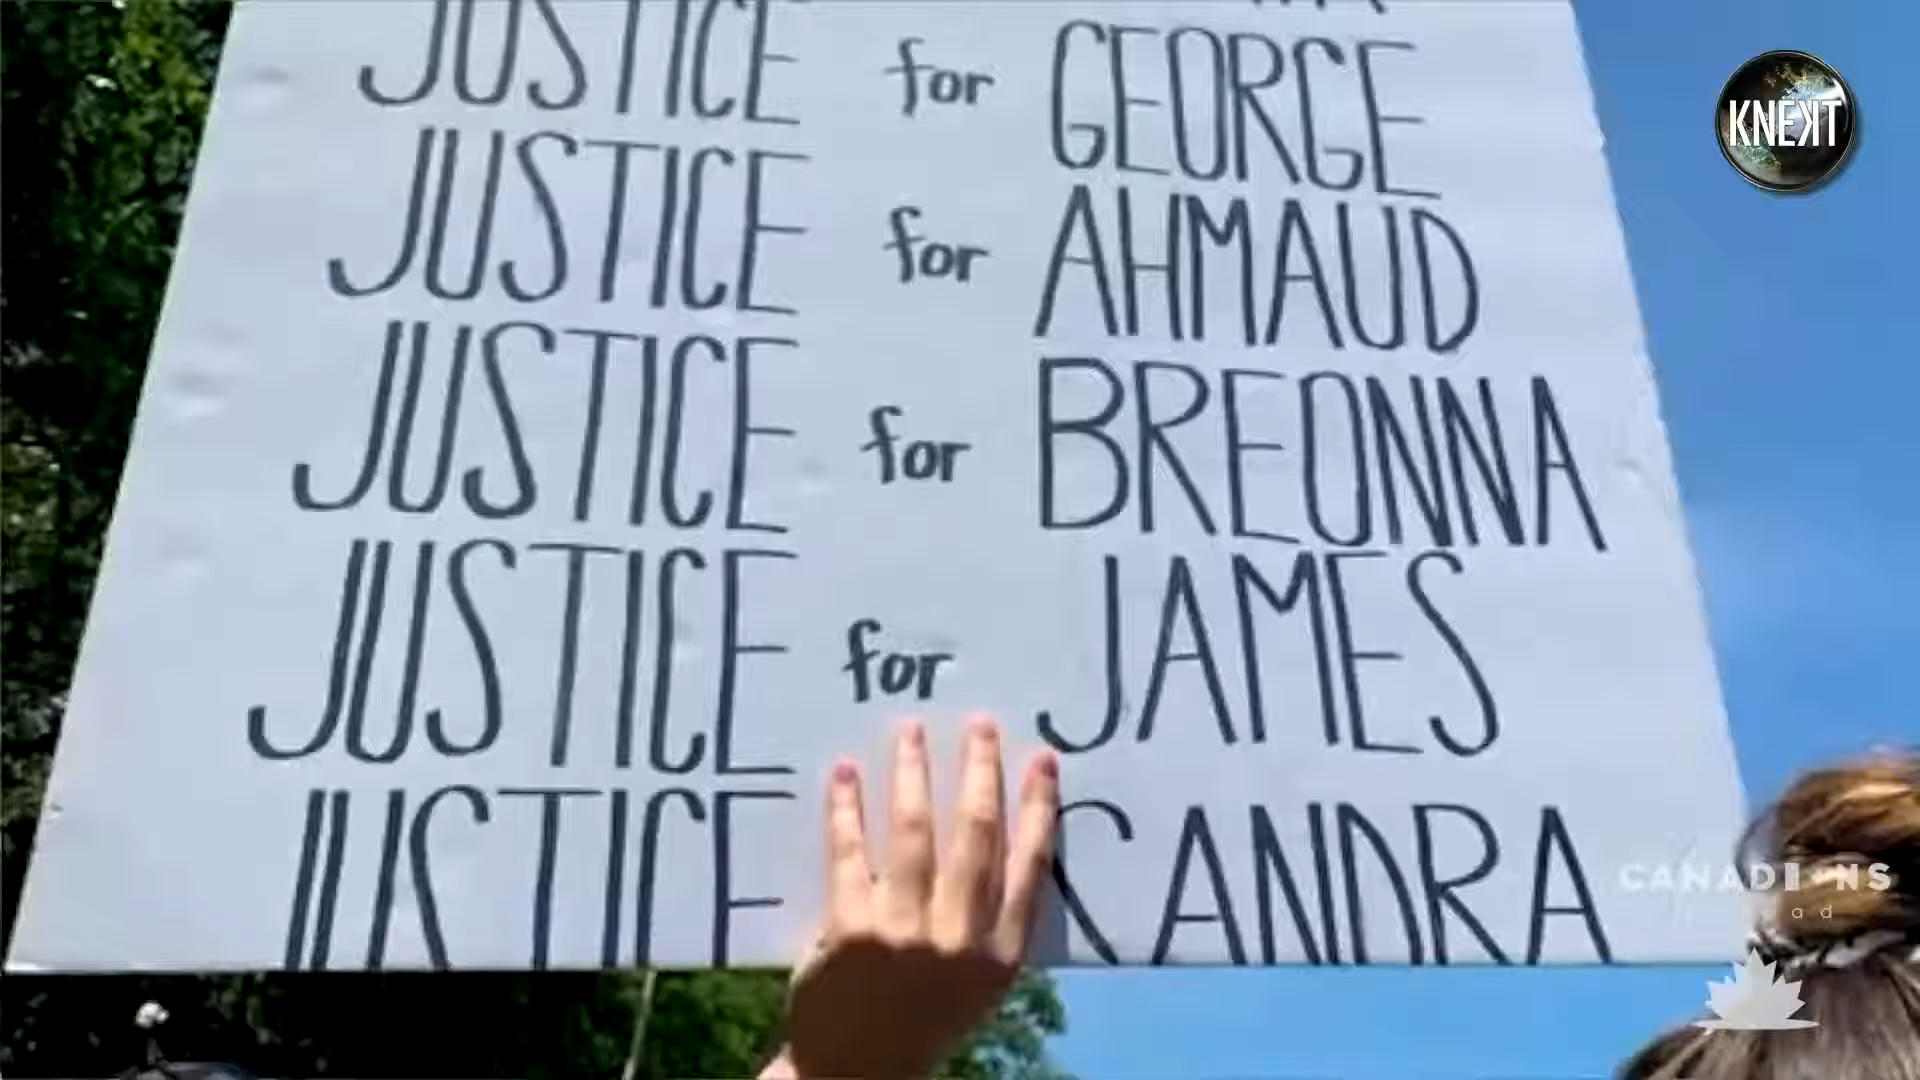 JUSTICE for GEORGE
JUSTICE for AHMAUD
JUSTICE for BREONNA
JUSTICE for JAMES
JUSTICE SANDRA
KNEKT